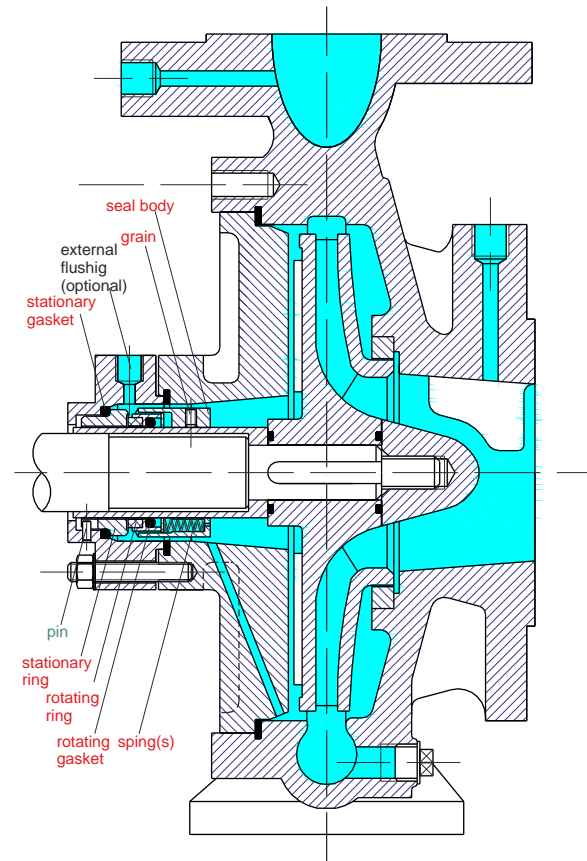 seal body
grain
external
flushig
(optional)
stationary
gasket
pin
stationary
ring
rotating
ring
rotating
gasket
sping(s)